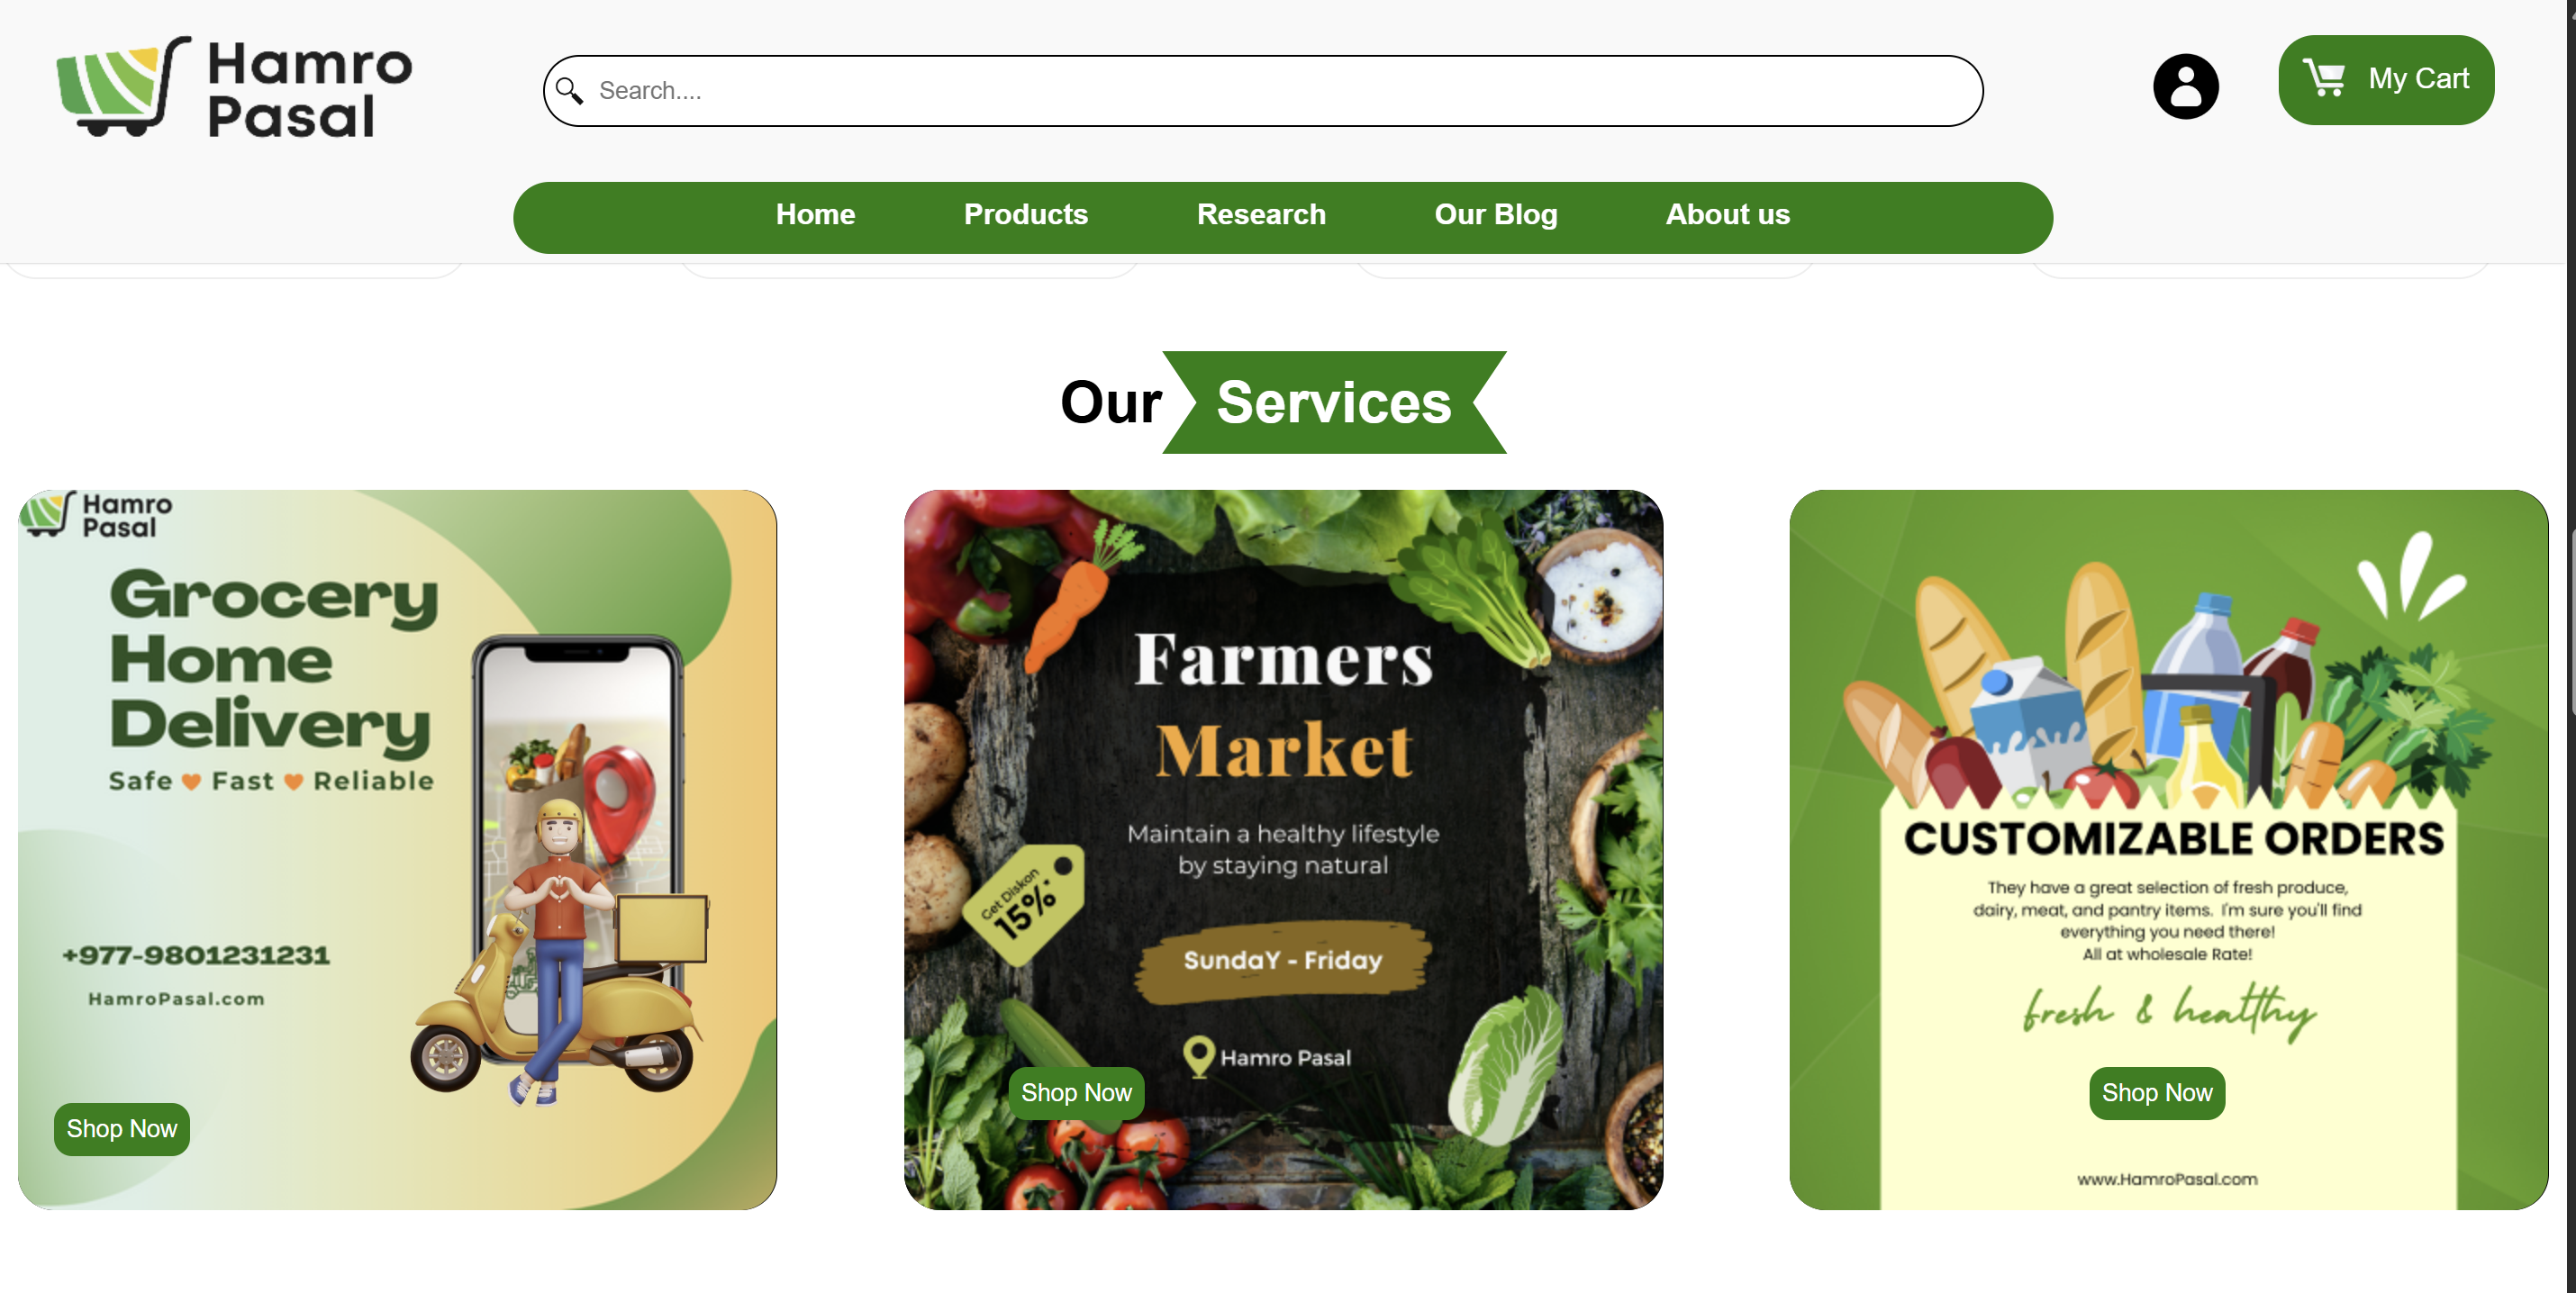 Hamro
Pasal
Search....
My Cart
Home Products Research Our Blog About us
Our Services
Hamro
Pasal
Grocery
Home
Delivery
Safe Fast Reliable
+977-9801231231
HamroPasal.com
Shop Now
Farmers
Market
Maintain a healthy lifestyle
by staying natural
Get Diskon
15%*
SundaY - Friday
Hamro Pasal
Shop Now
CUSTOMIZABLE ORDERS
They have a great selection of fresh produce,
dairy, meat, and pantry items. I'm sure you'll find
everything you need there!
All at wholesale Rate!
fresh & healthy
Shop Now
www.HamroPasal.com